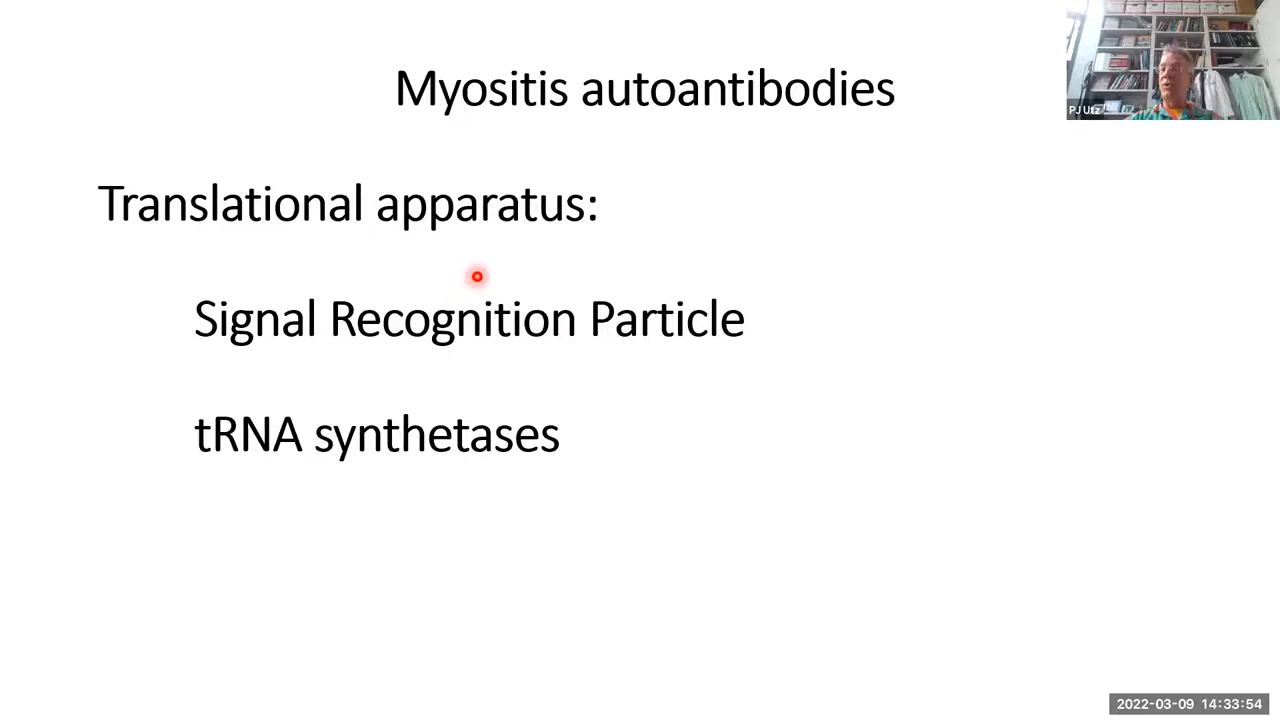 Myositis autoantibodies
PJ Utz
Translational apparatus:
Signal Recognition Particle
tRNA synthetases
2022-03-09 14:33:54